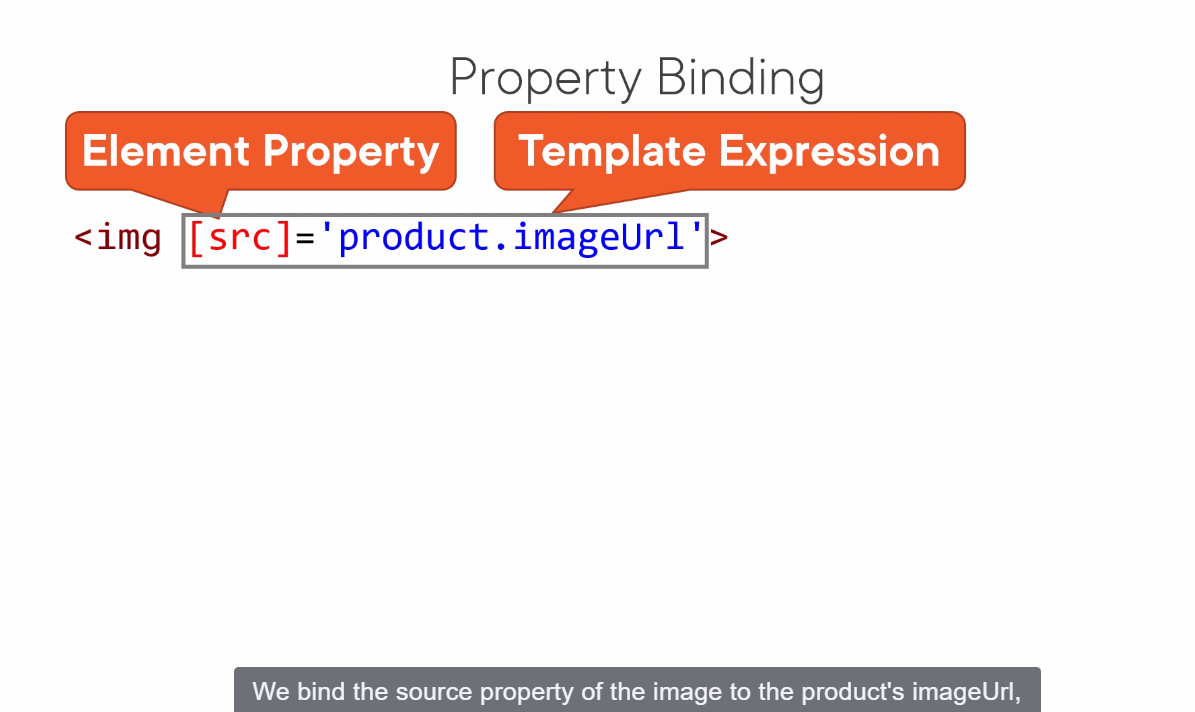 Property Binding
Element Property
Template Expression
<img [src]='product.imageUrl'>
We bind the source property of the image to the product's imageUrl,